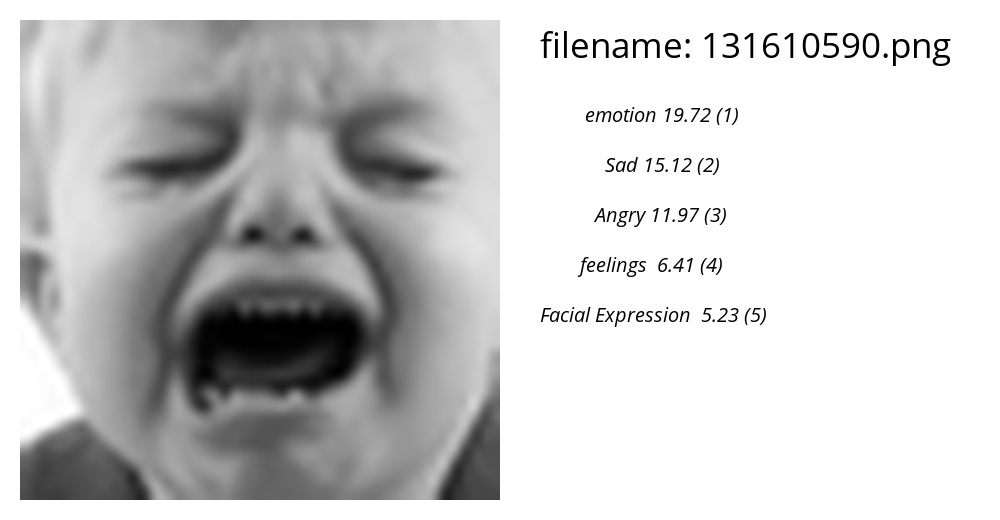 filename: 131610590.png
emotion 19.72 (1)
Sad 15.12 (2)
Angry 11.97 (3)
feelings 6.41 (4)
Facial Expression 5.23 (5)